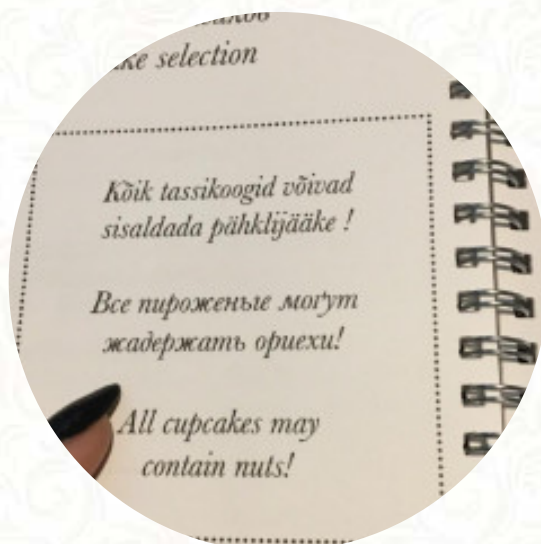 ke selection
Kõik tassikoogid võivad
sisaldada pähklijääke !
Все пироженые могут
жадержать ориехи!
All cupcakes may
contain nuts!